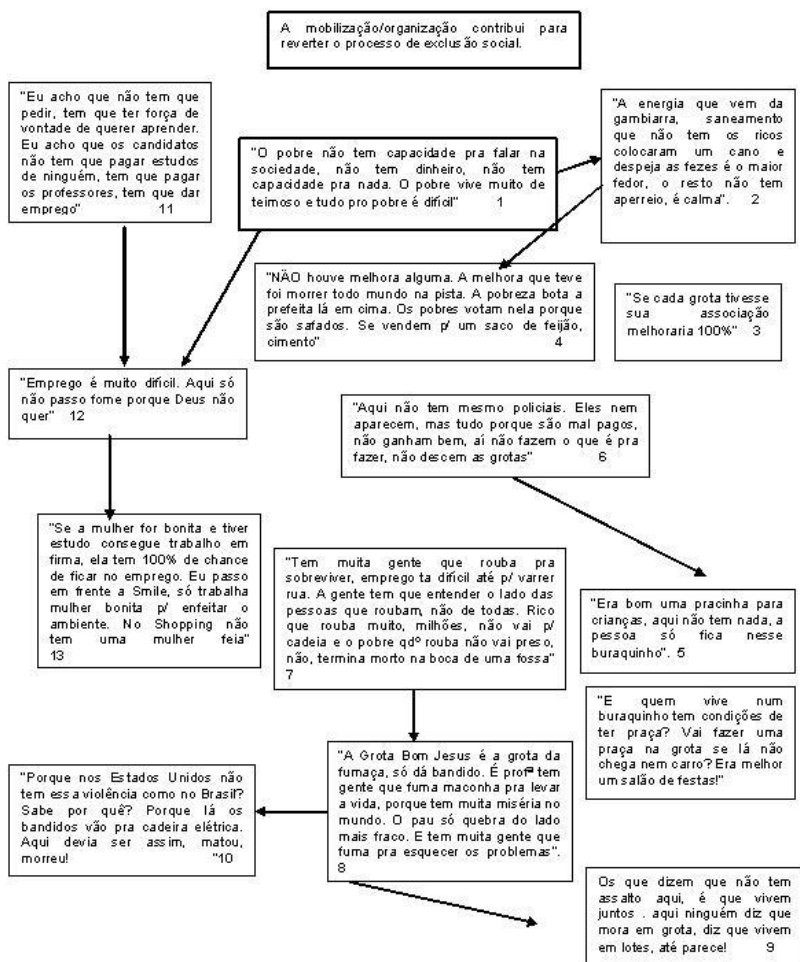 A mobilização/organização contribui para
reverter o processo de exclusão social.
"Eu acho que não tem que
pedir, tem que ter força de
vontade de querer aprender.
Eu acho que os candidatos
não tem que pagar estudos
de ninguém, tem que pagar
os professores, tem que dar
emprego" 11
"O pobre não tem capacidade pra falar na
sociedade, não tem dinheiro, não tem
capacidade pra nada. O pobre vive muito de
teimoso e tudo pro pobre é difícil" 1
"A energia que vem da
gambiarra, saneamento
que não tem os ricos
colocaram um cano e
despeja as fezes é o maior
fedor, o resto não tem
aperreio, é calma". 2
"NÃO houve melhora alguma. A melhora que teve
foi morrer todo mundo na pista. A pobreza bota a
prefeita lá em cima. Os pobres votam nela porque
são safados. Se vendem p/ um saco de feijão,
cimento" 4
"Se cada grota tivesse
sua associação
melhoraria 100%" 3
"Emprego é muito difícil. Aqui só
não passo fome porque Deus não
quer" 12
"Aqui não tem mesmo policiais. Eles nem
aparecem, mas tudo porque são mal pagos,
não ganham bem, aí não fazem o que é pra
fazer, não descem as grotas" 6
"Se a mulher for bonita e tiver
estudo consegue trabalho em
firma, ela tem 100% de chance
de ficar no emprego. Eu passo
em frente a Smile, só trabalha
mulher bonita p/ enfeitar o
ambiente. No Shopping não
tem uma mulher feia"
13
"Tem muita gente que rouba pra
sobreviver, emprego ta difícil até p/ varrer
rua. A gente tem que entender o lado das
pessoas que roubam, não de todas. Rico
que rouba muito, milhões, não vai p/
cadeia e o pobre qdº rouba não vai preso,
não, termina morto na boca de uma fossa"
7
"Era bom uma pracinha para
crianças, aqui não tem nada, a
pessoa só fica nesse
buraquinho". 5
"E quem vive num
buraquinho tem condições de
ter praça? Vai fazer uma
praça na grota se lá não
chega nem carro? Era melhor
um salão de festas!"
"A Grota Bom Jesus é a grota da
fumaça, só dá bandido. É profª tem
gente que fuma maconha pra levar
a vida, porque tem muita miséria no
mundo. O pau só quebra do lado
mais fraco. E tem muita gente que
fuma pra esquecer os problemas".
8
"Porque nos Estados Unidos não
tem essa violência como no Brasil?
Sabe por quê? Porque lá os
bandidos vão pra cadeira elétrica.
Aqui devia ser assim, matou,
morreu! "10
Os que dizem que não tem
assalto aqui, é que vivem
juntos . aqui ninguém diz que
mora em grota, diz que vivem
em lotes, até parece! 9